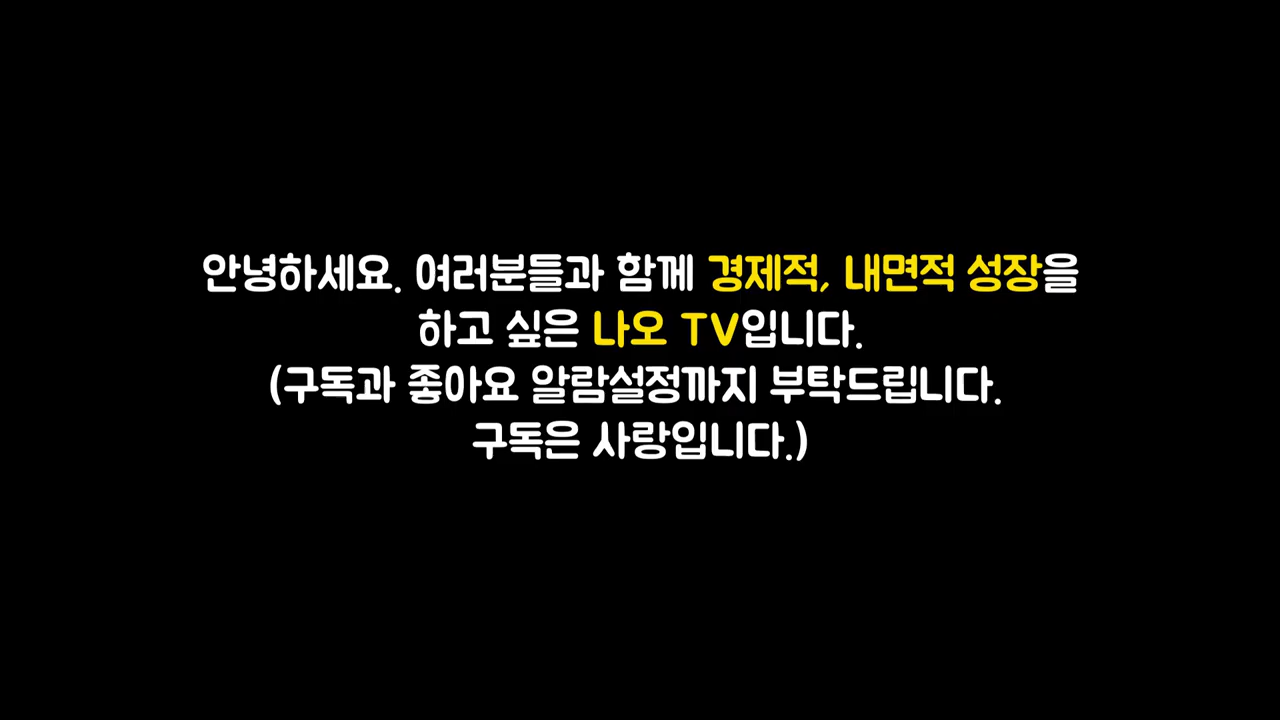 안녕하세요. 여러분들과 함께 경제적, 내면적 성장을
하고 싶은 나오 TV입니다.
(구독과 좋아요 알람설정까지 부탁드립니다.
구독은 사랑입니다.)